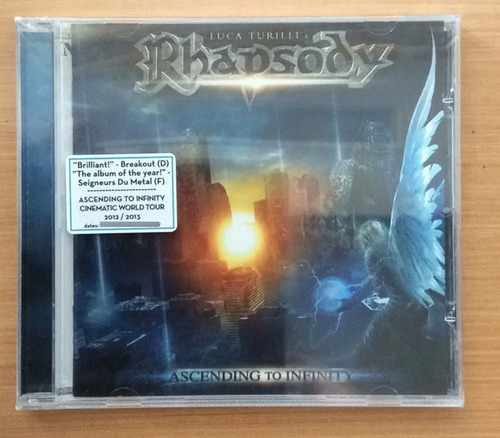 LUCA TURILLI's
Rhapsody
"Brilliant!" - Breakout (D)
"The album of the year!" -
Seigneurs Du Metal (F)
ASCENDING TO INFINITY
CINEMATIC WORLD TOUR
2012 / 2013
dates:
ASCENDING TO INFINITY